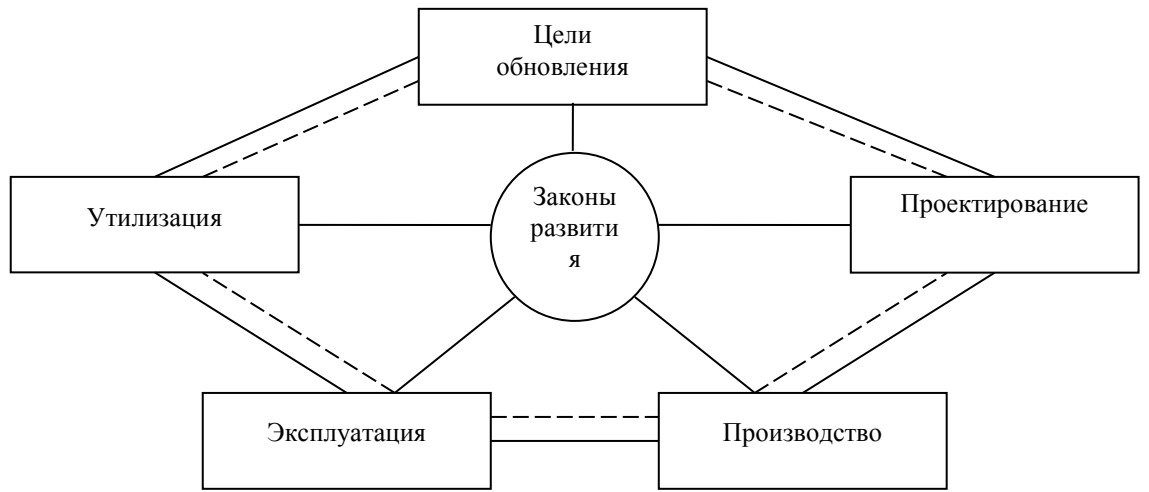 Цели
обновления
Утилизация
Законы
развити
я
Проектирование
Эксплуатация
Производство